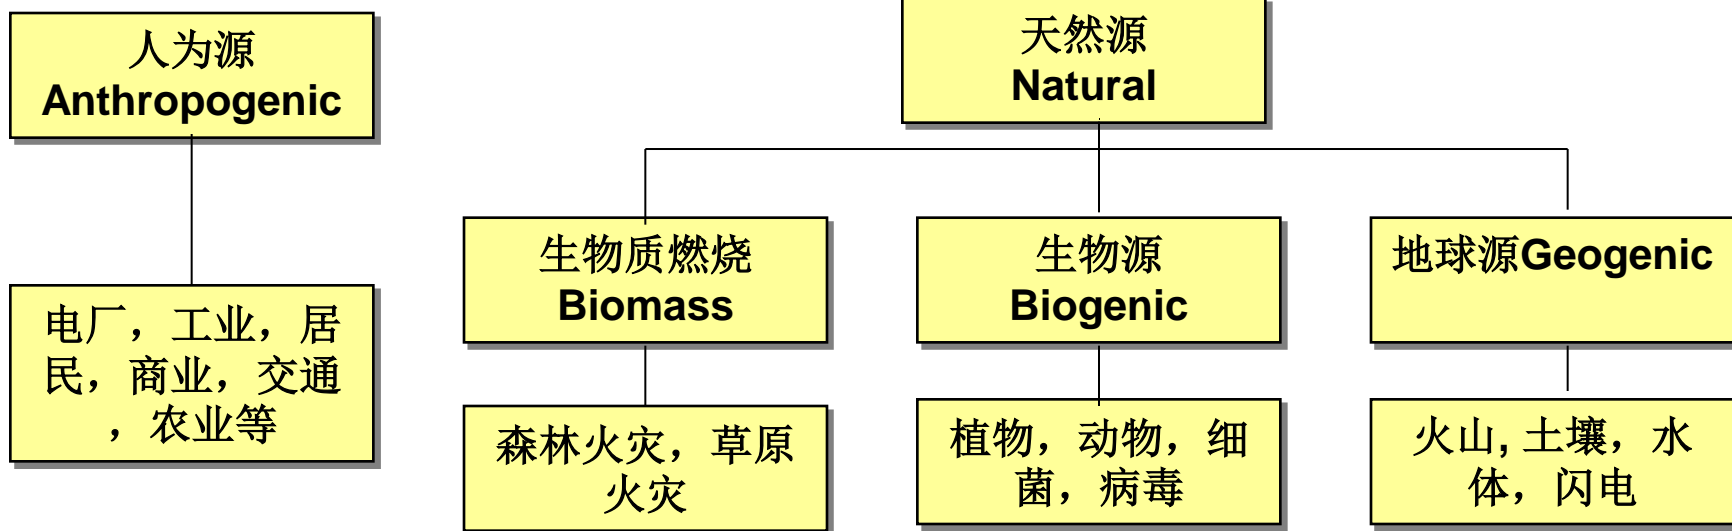 人为源
Anthropogenic
天然源
Natural
生物质燃烧
Biomass
生物源
Biogenic
地球源Geogenic
电厂，工业，居
民，商业，交通
，农业等
森林火灾，草原
火灾
植物，动物，细
菌，病毒
火山, 土壤，水
体，闪电